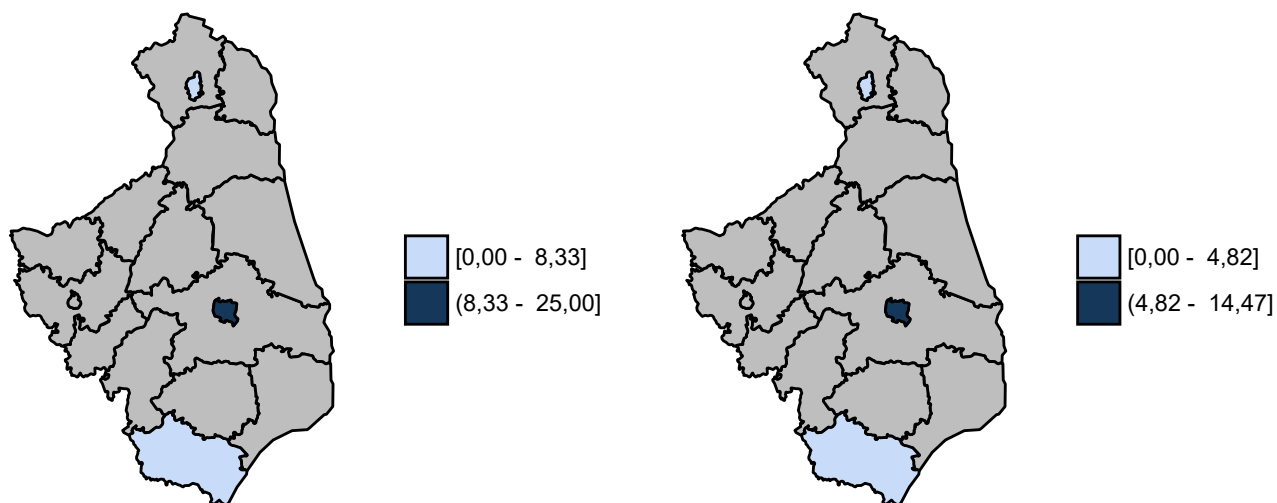 [0,00 - 8,33]
(8,33 - 25,00]
[0,00 - 4,82]
(4,82 - 14,47]